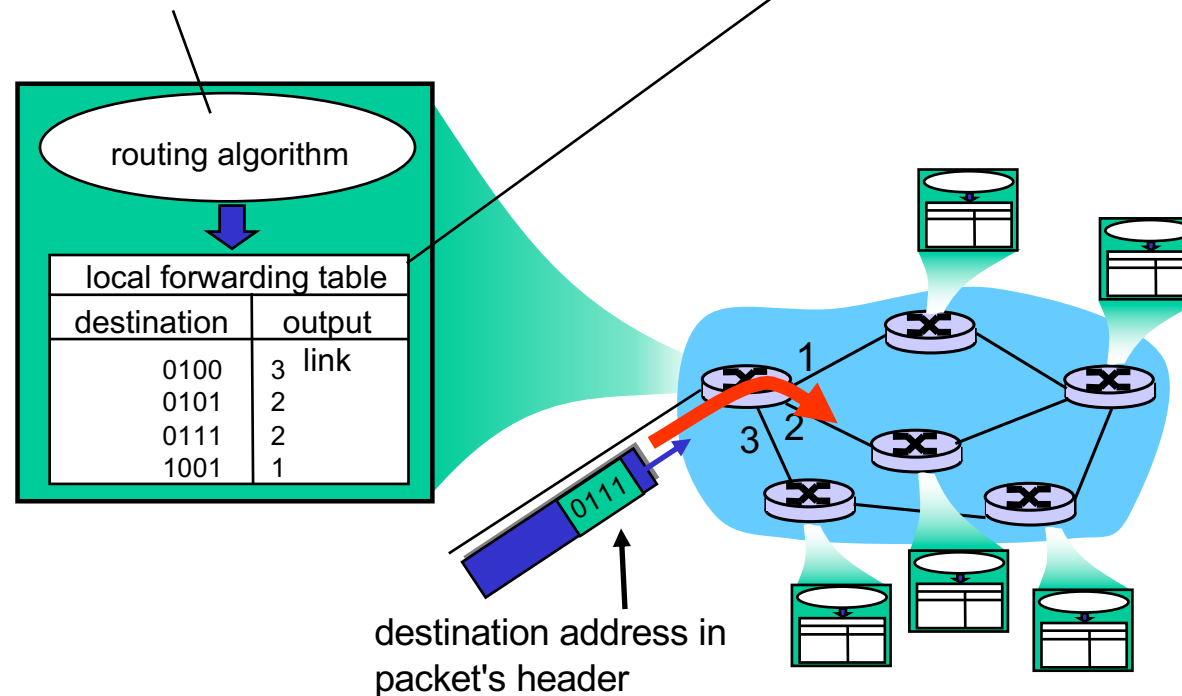 routing algorithm
local forwarding table
destination output
link
0100 3
0101 2
0111 2
1001 1
1
2
3
0111
destination address in
packet's header